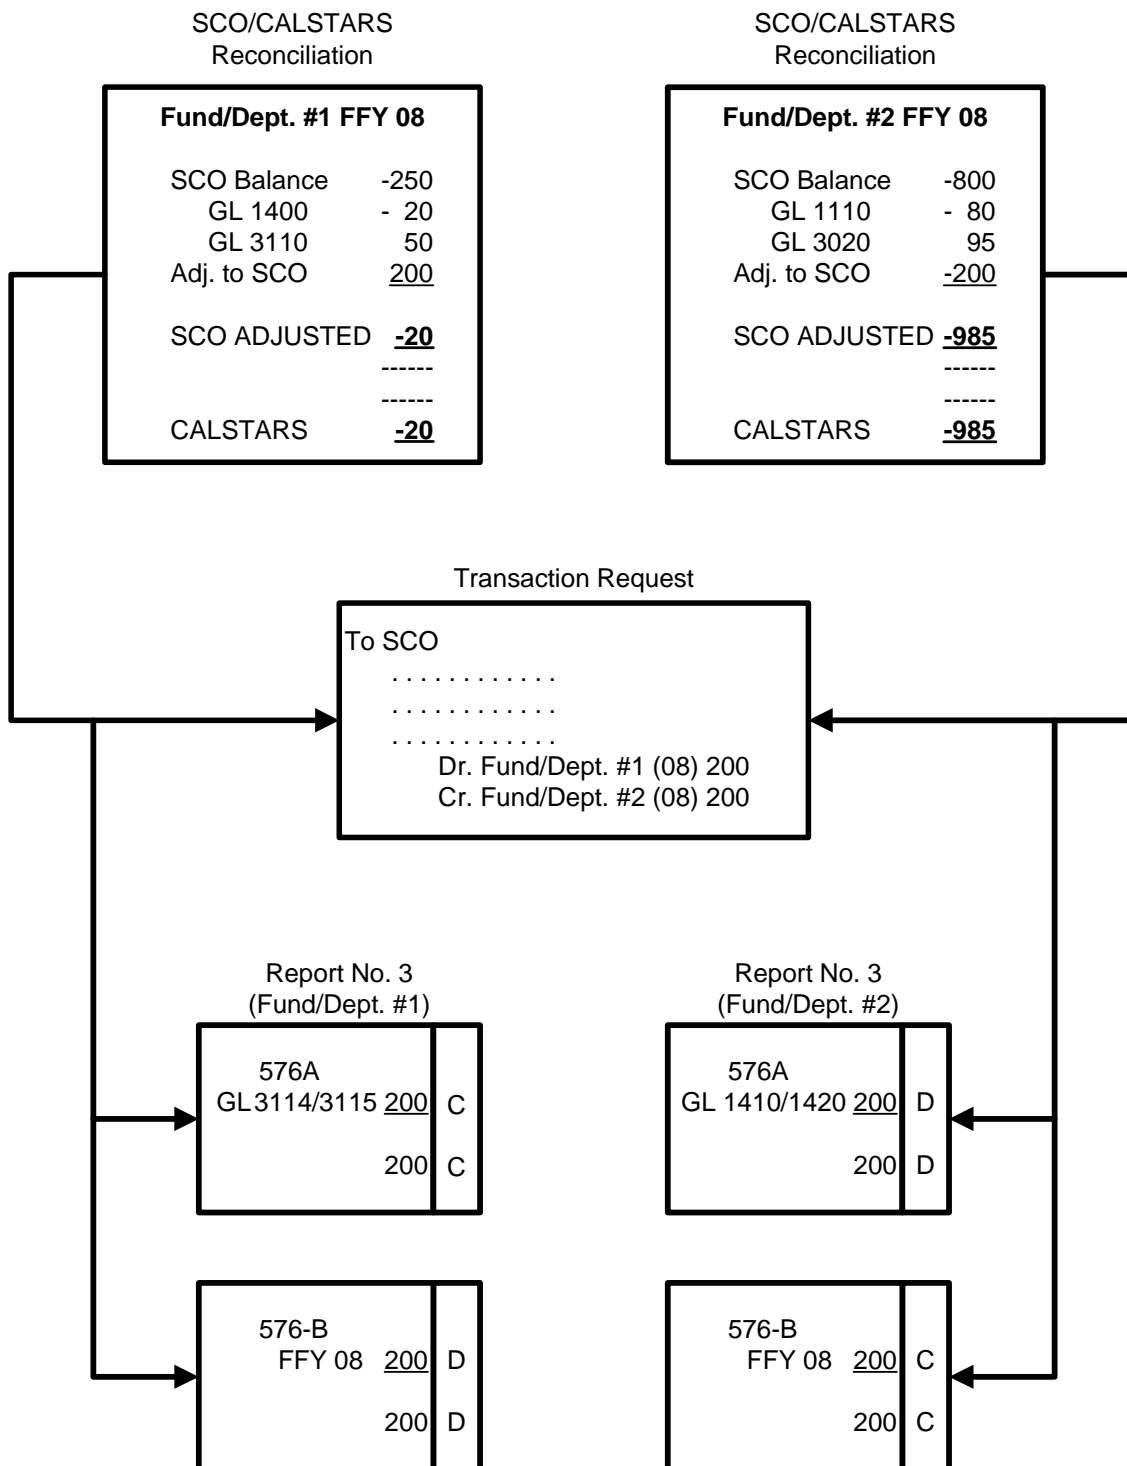 SCO/CALSTARS
Reconciliation
Fund/Dept. #1 FFY 08
SCO Balance -250
GL 1400 - 20
GL 3110 50
Adj. to SCO 200
SCO ADJUSTED -20
------
------
CALSTARS -20
SCO/CALSTARS
Reconciliation
Fund/Dept. #2 FFY 08
SCO Balance -800
GL 1110 - 80
GL 3020 95
Adj. to SCO -200
SCO ADJUSTED -985
------
------
CALSTARS -985
Transaction Request
To SCO
. . . . . . . . . . . .
. . . . . . . . . . . .
. . . . . . . . . . . .
Dr. Fund/Dept. #1 (08) 200
Cr. Fund/Dept. #2 (08) 200
Report No. 3
(Fund/Dept. #1)
576A
GL 3114/3115 200 C
200 C
Report No. 3
(Fund/Dept. #2)
576A
GL 1410/1420 200 D
200 D
576-B
FFY 08 200 D
200 D
576-B
FFY 08 200 C
200 C